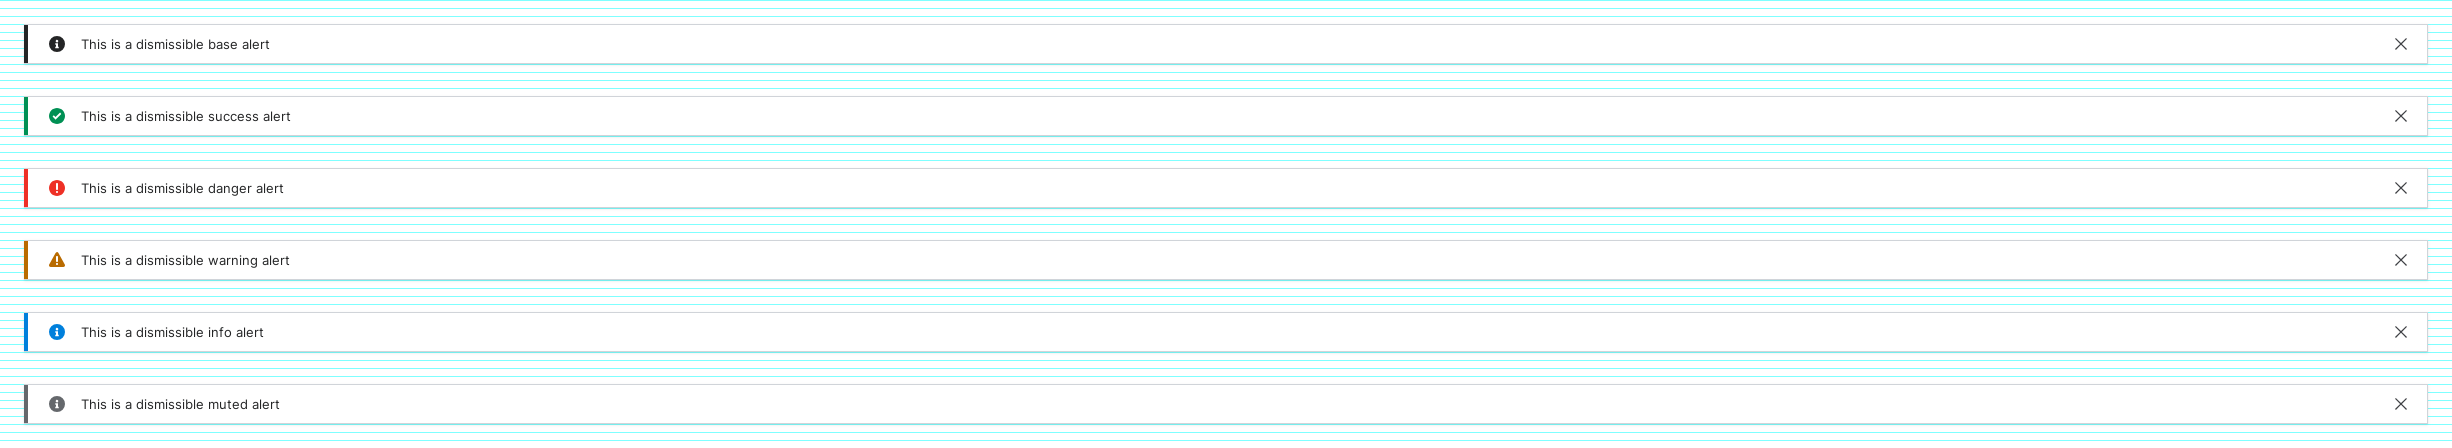 This is a dismissible base alert
This is a dismissible success alert
This is a dismissible danger alert
This is a dismissible warning alert
This is a dismissible info alert
This is a dismissible muted alert